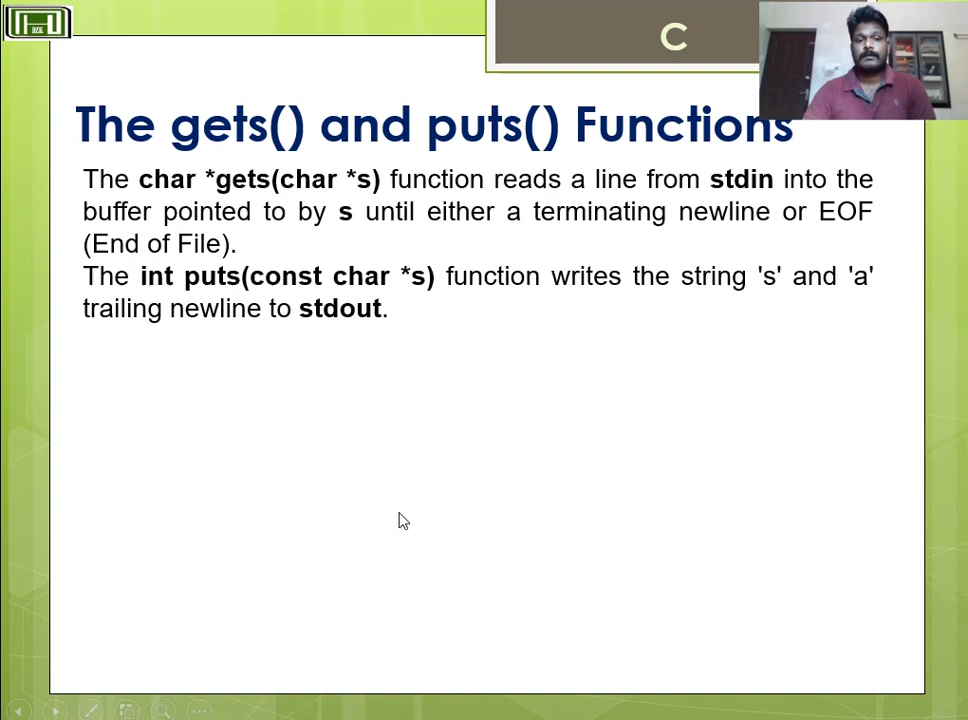 C
The gets() and puts() Functions
The char *gets(char *s) function reads a line from stdin into the
buffer pointed to by s until either a terminating newline or EOF
(End of File).
The int puts(const char *s) function writes the string 's' and 'a'
trailing newline to stdout.